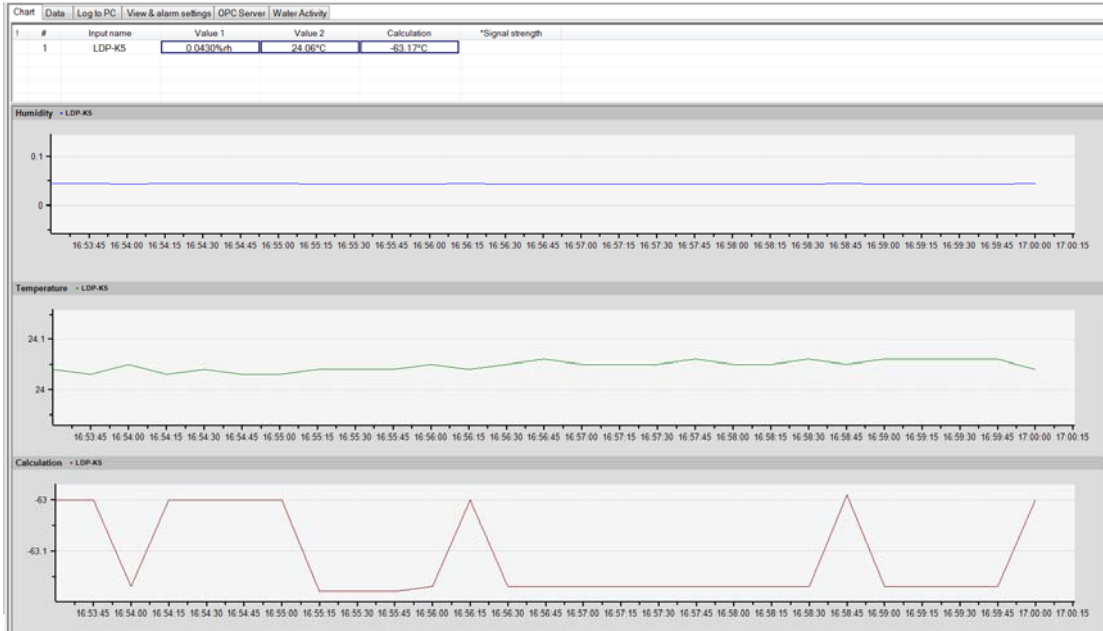 Chart Data Log to PC View & alarm settings OPC Server Water Activity
! # Input name Value 1 Value 2 Calculation *Signal strength
1 LDP-K5 0.0430%rh 24.06°C -63.17°C
Humidity • LDP-K5
0.1
0
16:53:45 16:54:00 16:54:15 16:54:30 16:54:45 16:55:00 16:55:15 16:55:30 16:55:45 16:56:00 16:56:15 16:56:30 16:56:45 16:57:00 16:57:15 16:57:30 16:57:45 16:58:00 16:58:15 16:58:30 16:58:45 16:59:00 16:59:15 16:59:30 16:59:45 17:00:00 17:00:15
Temperature • LDP-K5
24.1
24
16:53:45 16:54:00 16:54:15 16:54:30 16:54:45 16:55:00 16:55:15 16:55:30 16:55:45 16:56:00 16:56:15 16:56:30 16:56:45 16:57:00 16:57:15 16:57:30 16:57:45 16:58:00 16:58:15 16:58:30 16:58:45 16:59:00 16:59:15 16:59:30 16:59:45 17:00:00 17:00:15
Calculation • LDP-K5
-63
-63.1
16:53:45 16:54:00 16:54:15 16:54:30 16:54:45 16:55:00 16:55:15 16:55:30 16:55:45 16:56:00 16:56:15 16:56:30 16:56:45 16:57:00 16:57:15 16:57:30 16:57:45 16:58:00 16:58:15 16:58:30 16:58:45 16:59:00 16:59:15 16:59:30 16:59:45 17:00:00 17:00:15